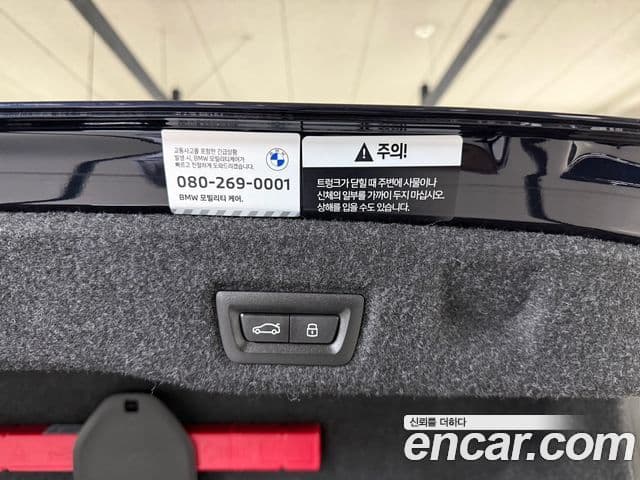 교통사고를 포함한 긴급상황
발생 시, BMW 모빌리티케어가
빠르고 친절하게 도와드리겠습니다.
080-269-0001
BMW 모빌리티 케어.
주의!
트렁크가 닫힐 때 주변에 사물이나
신체의 일부를 가까이 두지 마십시오.
상해를 입을 수도 있습니다.
신뢰를 더하다
encar.com